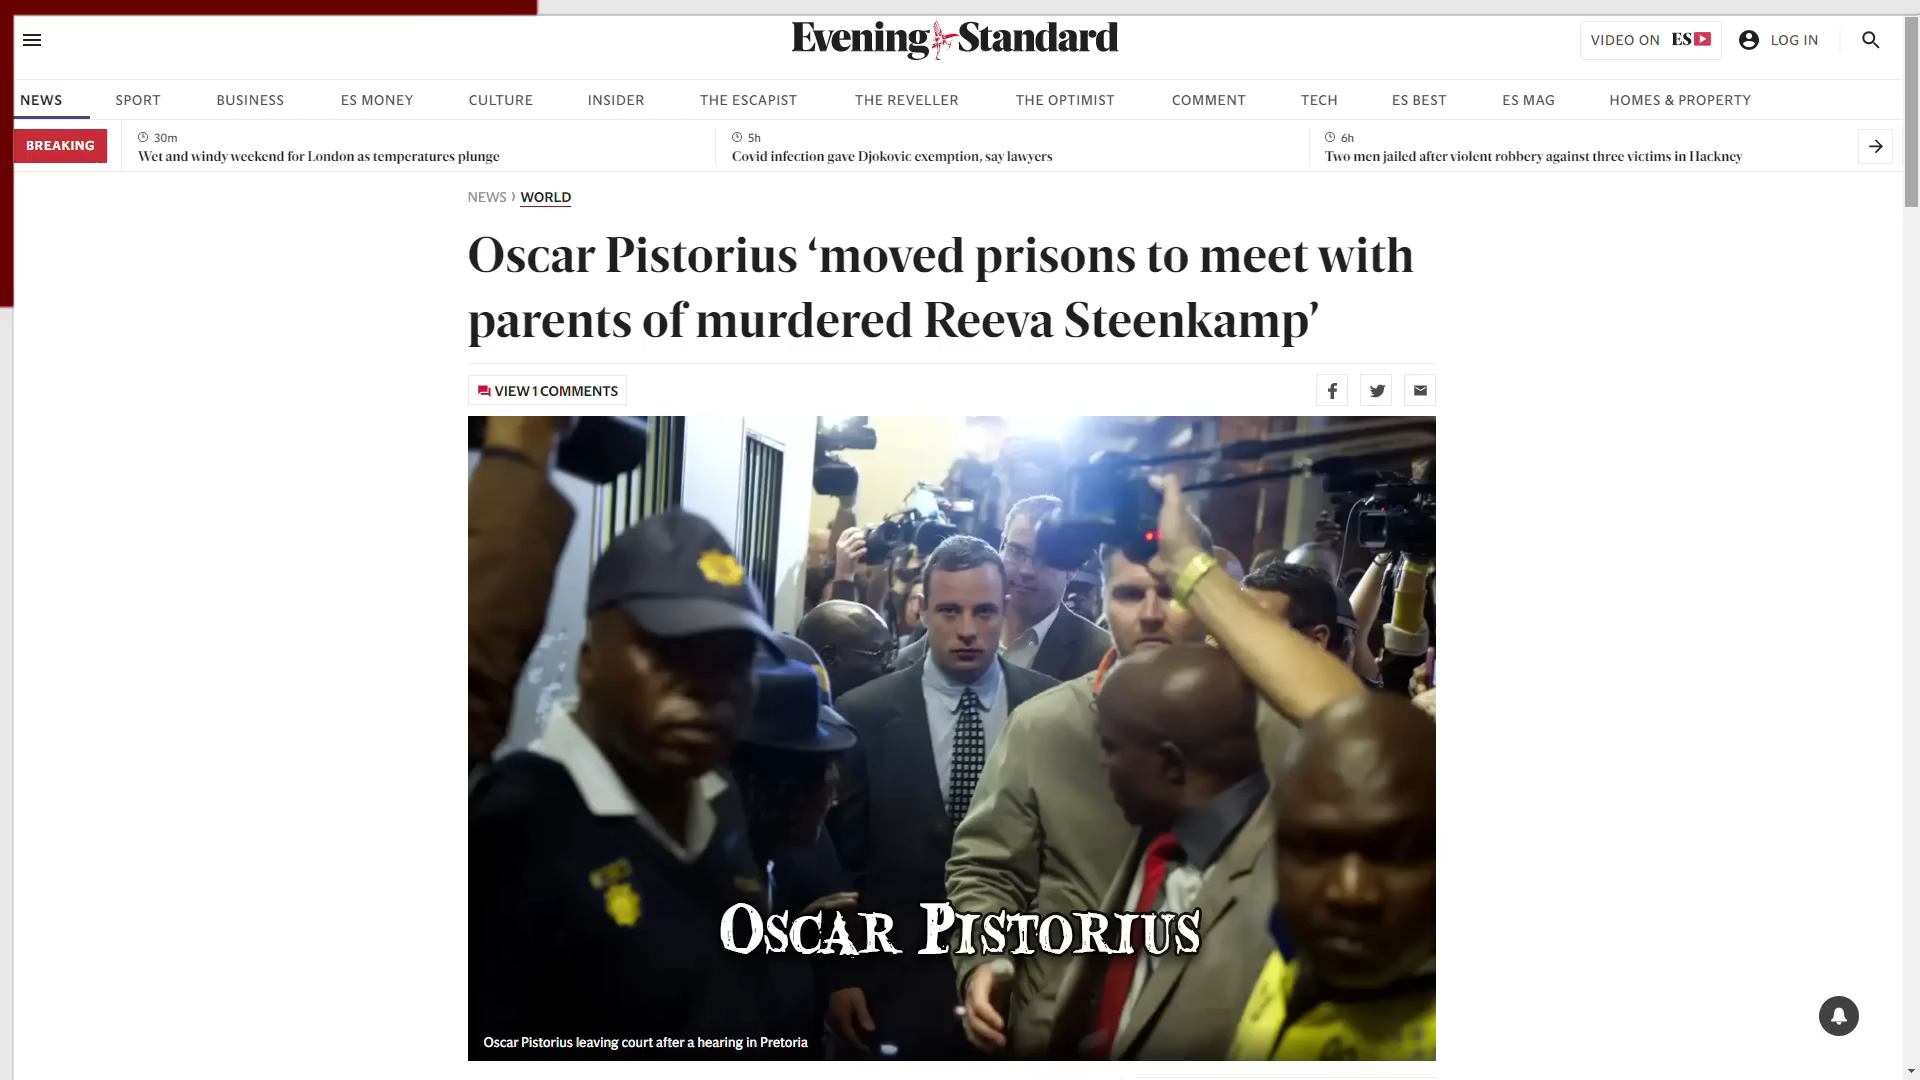 Evening Standard
VIDEO ON ES
LOG IN
NEWS SPORT BUSINESS ES MONEY CULTURE INSIDER THE ESCAPIST THE REVELLER THE OPTIMIST COMMENT TECH ES BEST ES MAG HOMES & PROPERTY
BREAKING
30m
Wet and windy weekend for London as temperatures plunge
5h
Covid infection gave Djokovic exemption, say lawyers
6h
Two men jailed after violent robbery against three victims in Hackney
NEWS › WORLD
Oscar Pistorius ‘moved prisons to meet with
parents of murdered Reeva Steenkamp’
VIEW 1 COMMENTS
OSCAR PISTORIUS
Oscar Pistorius leaving court after a hearing in Pretoria